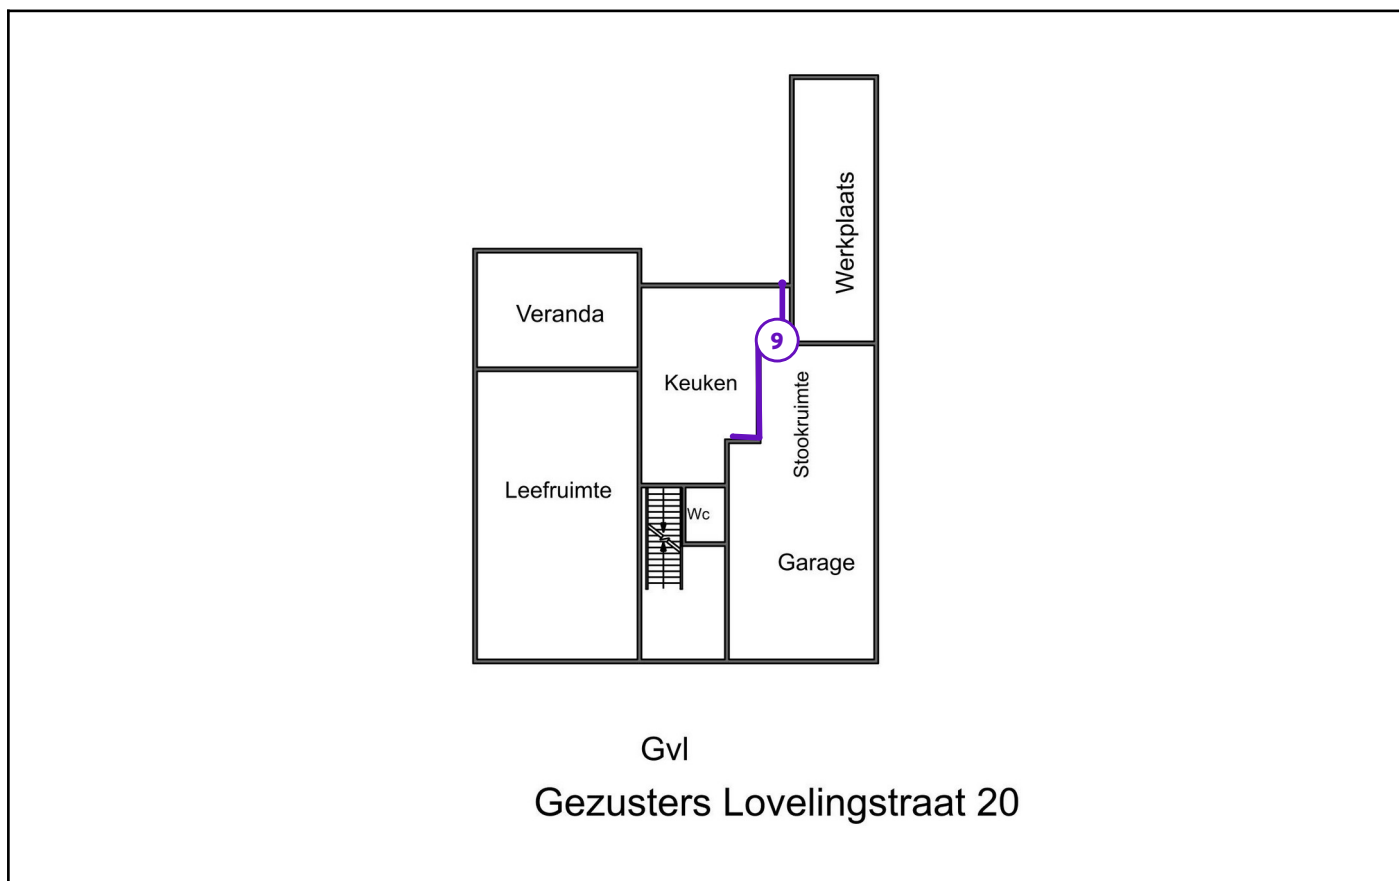 Werkplaats
Veranda
9
Keuken
Stookruimte
Leefruimte
Wc
Garage
Gvl
Gezusters Lovelingstraat 20